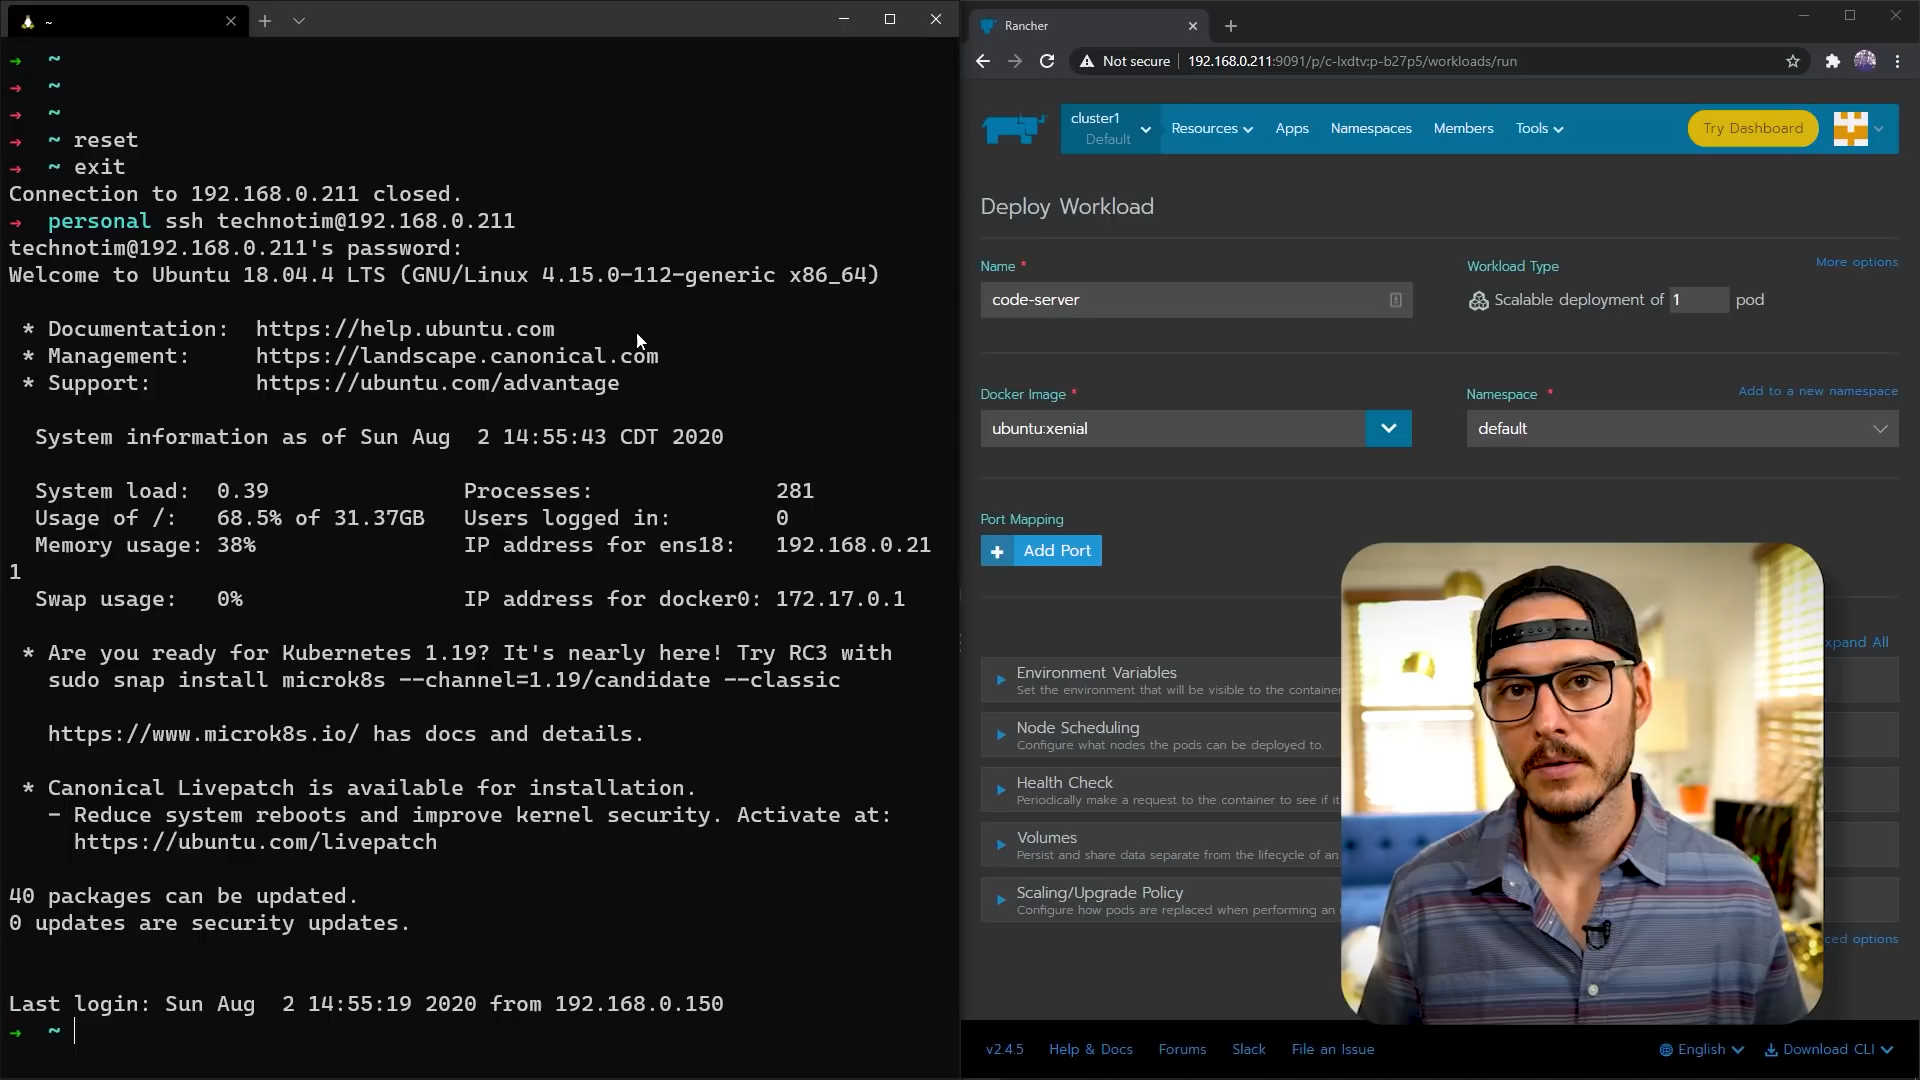 ~
~
~
~
~ reset
~ exit
Connection to 192.168.0.211 closed.
personal ssh technotim@192.168.0.211
technotim@192.168.0.211's password:
Welcome to Ubuntu 18.04.4 LTS (GNU/Linux 4.15.0-112-generic x86_64)
* Documentation: https://help.ubuntu.com
* Management: https://landscape.canonical.com
* Support: https://ubuntu.com/advantage
System information as of Sun Aug 2 14:55:43 CDT 2020
System load: 0.39 Processes: 281
Usage of /: 68.5% of 31.37GB Users logged in: 0
Memory usage: 38% IP address for ens18: 192.168.0.21
1
Swap usage: 0% IP address for docker0: 172.17.0.1
* Are you ready for Kubernetes 1.19? It's nearly here! Try RC3 with
sudo snap install microk8s --channel=1.19/candidate --classic
https://www.microk8s.io/ has docs and details.
* Canonical Livepatch is available for installation.
- Reduce system reboots and improve kernel security. Activate at:
https://ubuntu.com/livepatch
40 packages can be updated.
0 updates are security updates.
Last login: Sun Aug 2 14:55:19 2020 from 192.168.0.150
~
Rancher
Not secure 192.168.0.211:9091/p/c-lxdtv:p-b27p5/workloads/run
cluster1
Default
Resources Apps Namespaces Members Tools Try Dashboard
Deploy Workload
Name *
code-server
Workload Type More options
Scalable deployment of 1 pod
Docker Image *
ubuntu:xenial
Namespace * Add to a new namespace
default
Port Mapping
+ Add Port
xpand All
Environment Variables
Set the environment that will be visible to the container
Node Scheduling
Configure what nodes the pods can be deployed to.
Health Check
Periodically make a request to the container to see if it
Volumes
Persist and share data separate from the lifecycle of an
Scaling/Upgrade Policy
Configure how pods are replaced when performing an
ced options
v2.4.5 Help & Docs Forums Slack File an Issue English Download CLI